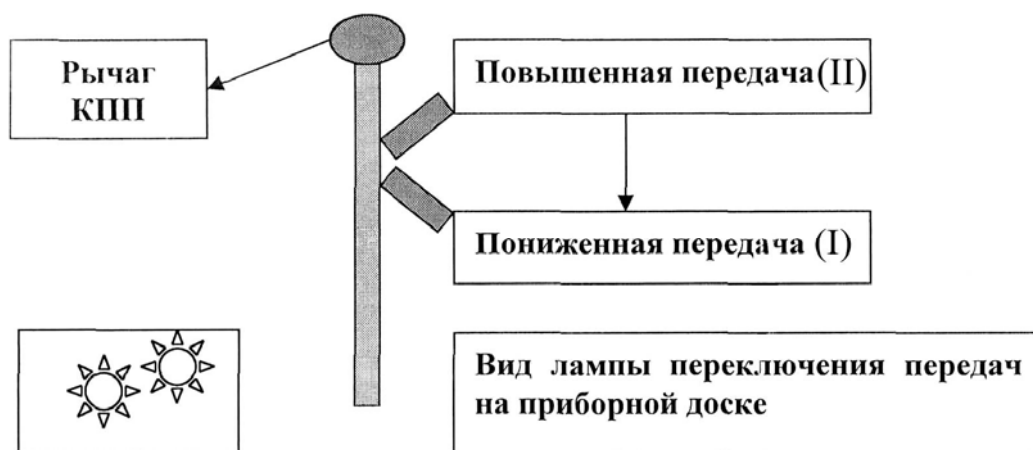 Рычаг
КПП
Повышенная передача (II)
Пониженная передача (I)
Вид лампы переключения передач
на приборной доске